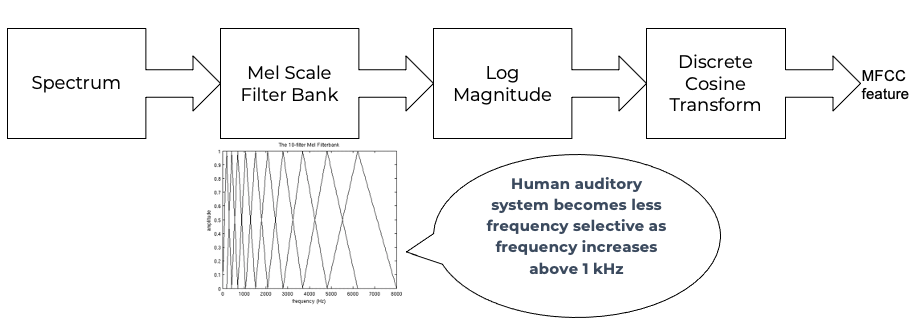 Spectrum
Mel Scale
Filter Bank
Log
Magnitude
Discrete
Cosine
Transform
MFCC
feature
The 10-filter Mel Filterbank
1
0.9
0.8
0.7
0.6
0.5
0.4
0.3
0.2
0.1
0
amplitude
0 1000 2000 3000 4000 5000 6000 7000 8000
frequency (Hz)
Human auditory
system becomes less
frequency selective as
frequency increases
above 1 kHz